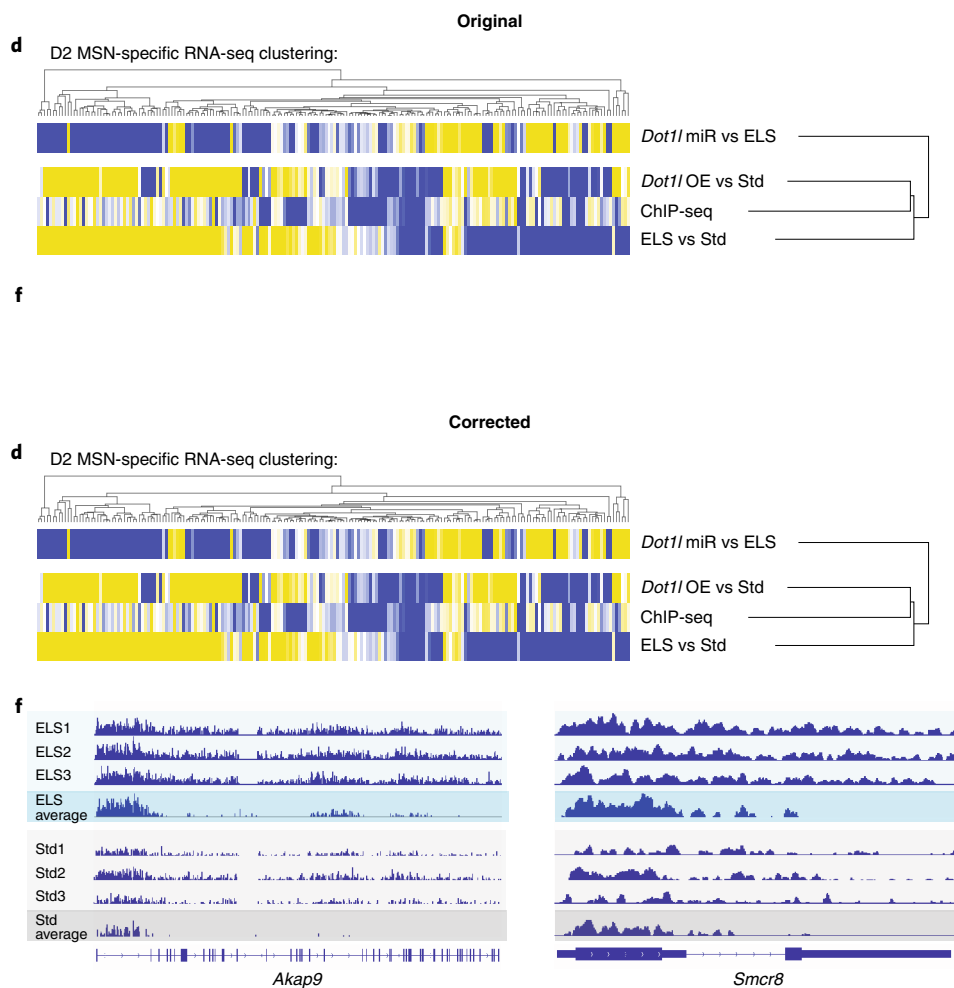 Original
d
D2 MSN-specific RNA-seq clustering:
Dot1l miR vs ELS
Dot1l OE vs Std
ChIP-seq
ELS vs Std
f
Corrected
d
D2 MSN-specific RNA-seq clustering:
Dot1l miR vs ELS
Dot1l OE vs Std
ChIP-seq
ELS vs Std
f
ELS1
ELS2
ELS3
ELS
average
Std1
Std2
Std3
Std
average
Akap9
Smcr8